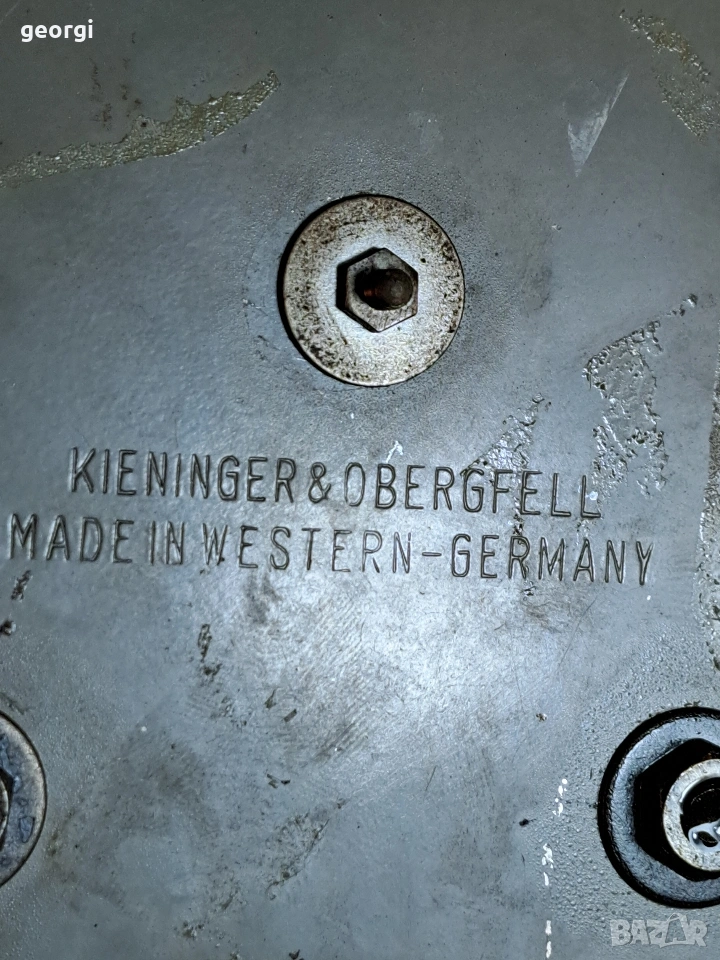 georgi
KIENINGER & OBERGFELL
MADE IN WESTERN-GERMANY
BAZAR